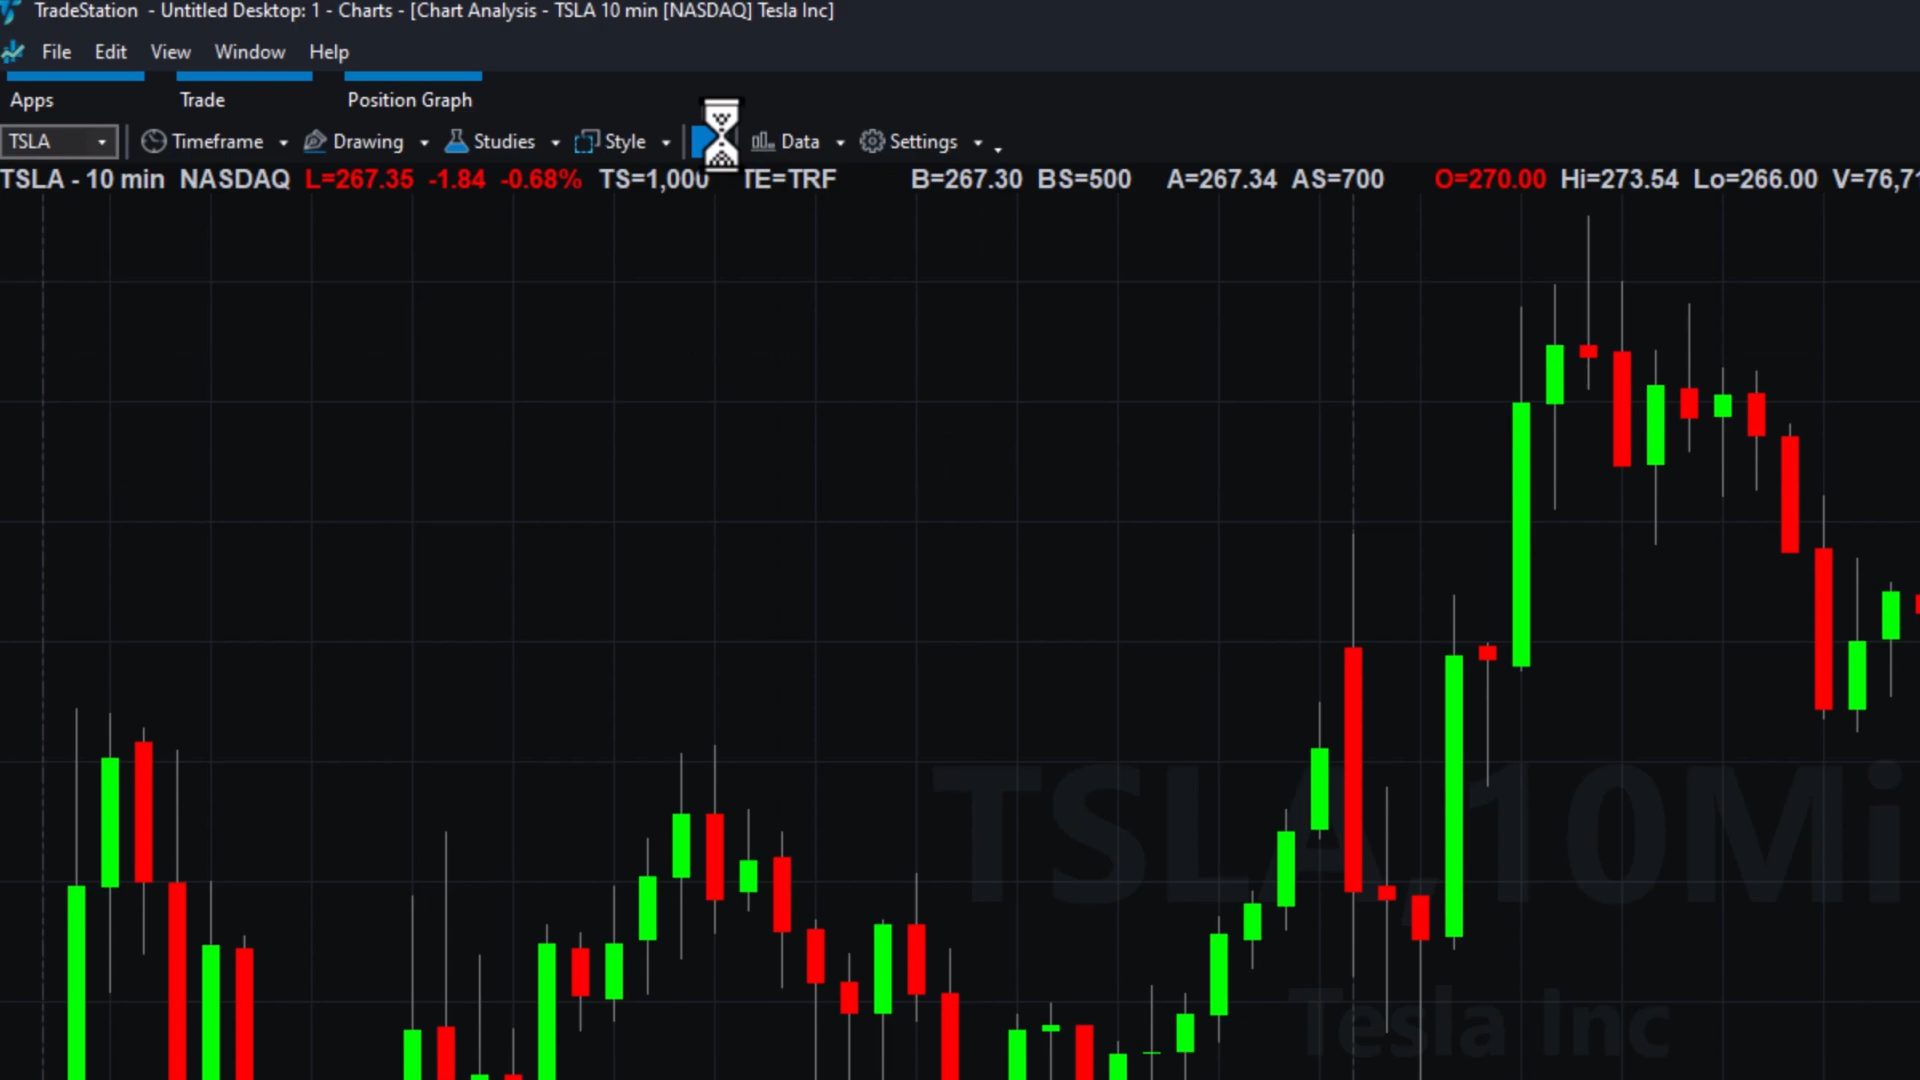 TradeStation - Untitled Desktop: 1 - Charts - [Chart Analysis - TSLA 10 min [NASDAQ] Tesla Inc]
File Edit View Window Help
Apps Trade Position Graph
TSLA Timeframe Drawing Studies Style Data Settings
TSLA - 10 min NASDAQ L=267.35 -1.84 -0.68% TS=1,000 TE=TRF B=267.30 BS=500 A=267.34 AS=700 O=270.00 Hi=273.54 Lo=266.00 V=76,71
TSLA, 10Mi
Tesla Inc